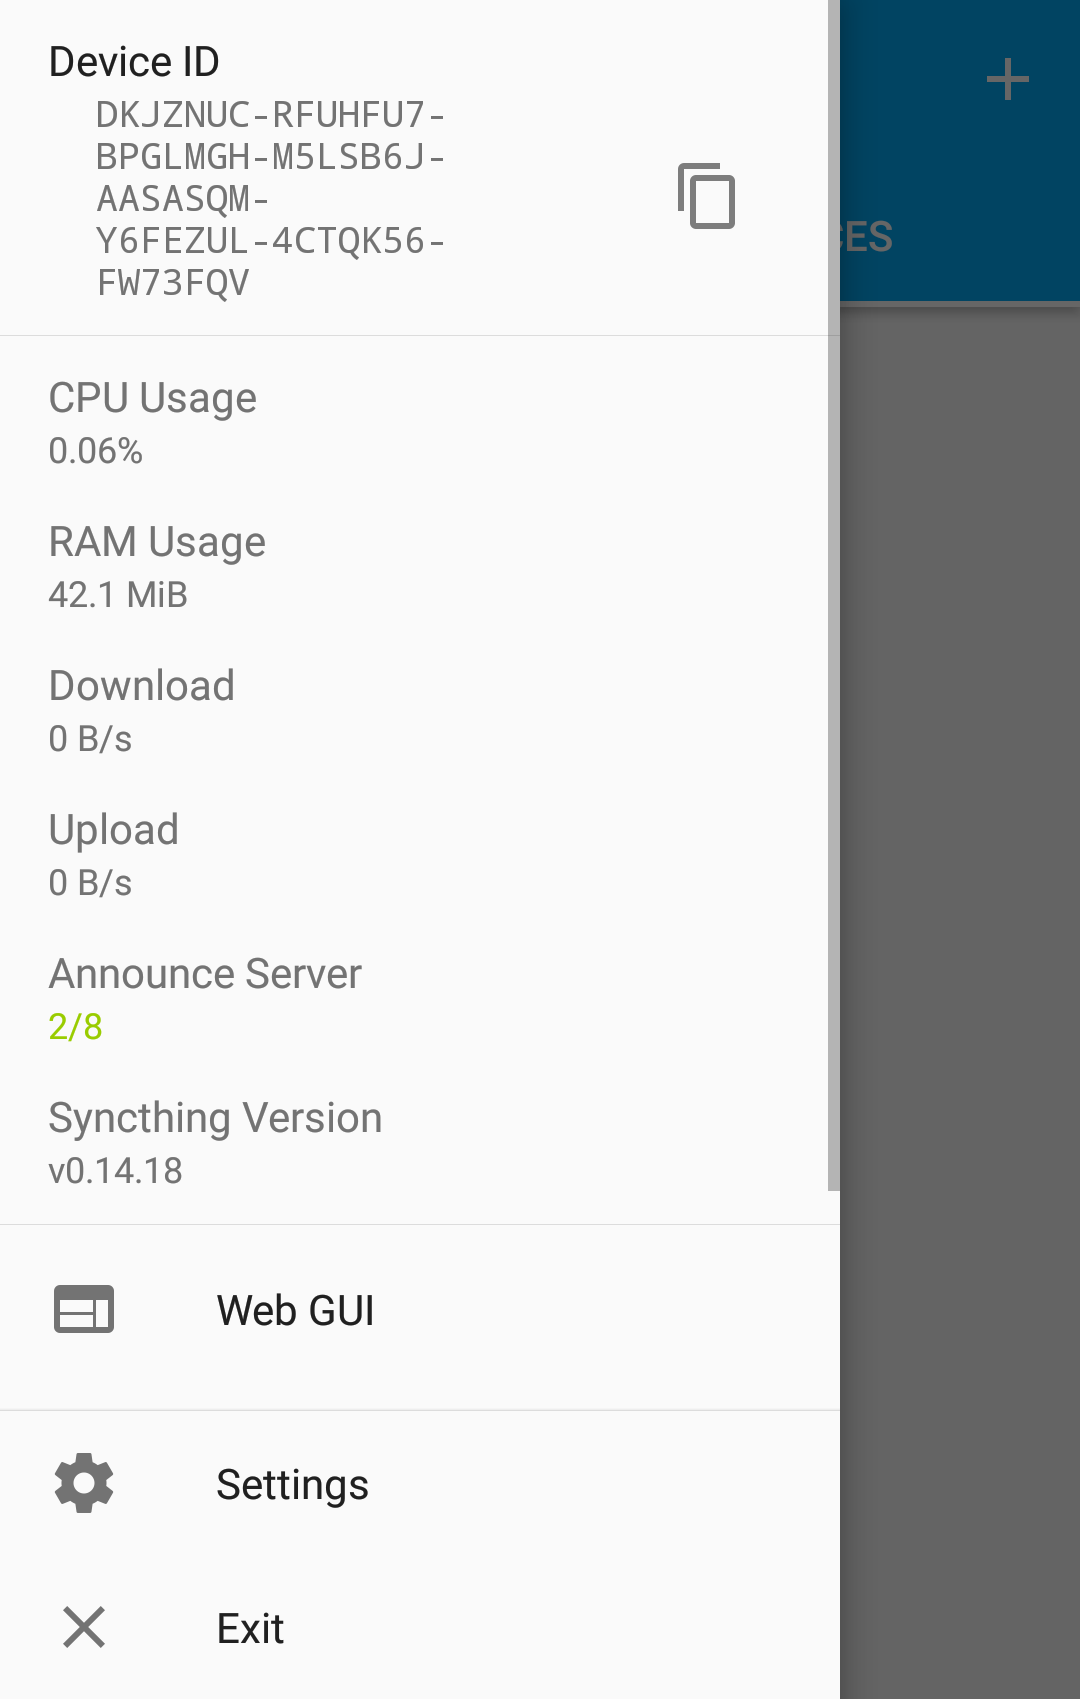 Device ID
DKJZNUC-RFUHFU7-
BPGLMGH-M5LSB6J-
AASASQM-
Y6FEZUL-4CTQK56-
FW73FQV
CES
CPU Usage
0.06%
RAM Usage
42.1 MiB
Download
0 B/s
Upload
0 B/s
Announce Server
2/8
Syncthing Version
v0.14.18
Web GUI
Settings
Exit